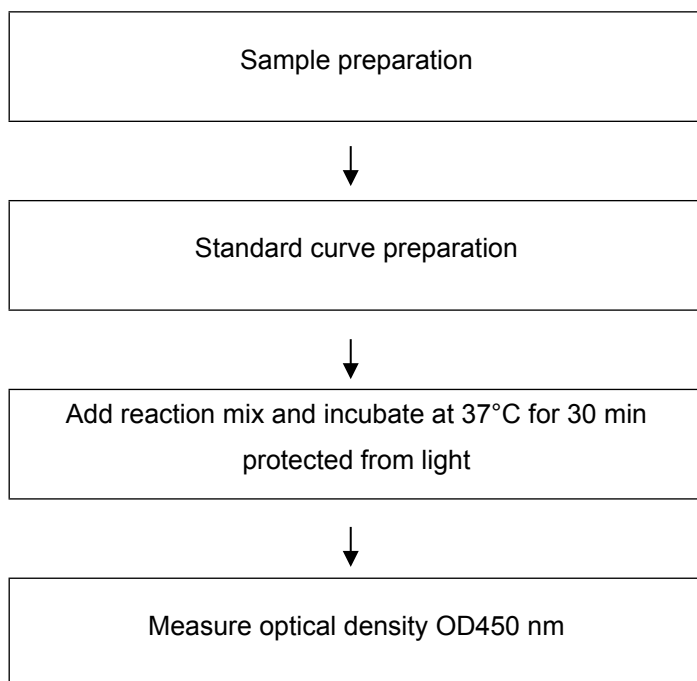 Sample preparation
Standard curve preparation
Add reaction mix and incubate at 37°C for 30 min
protected from light
Measure optical density OD450 nm